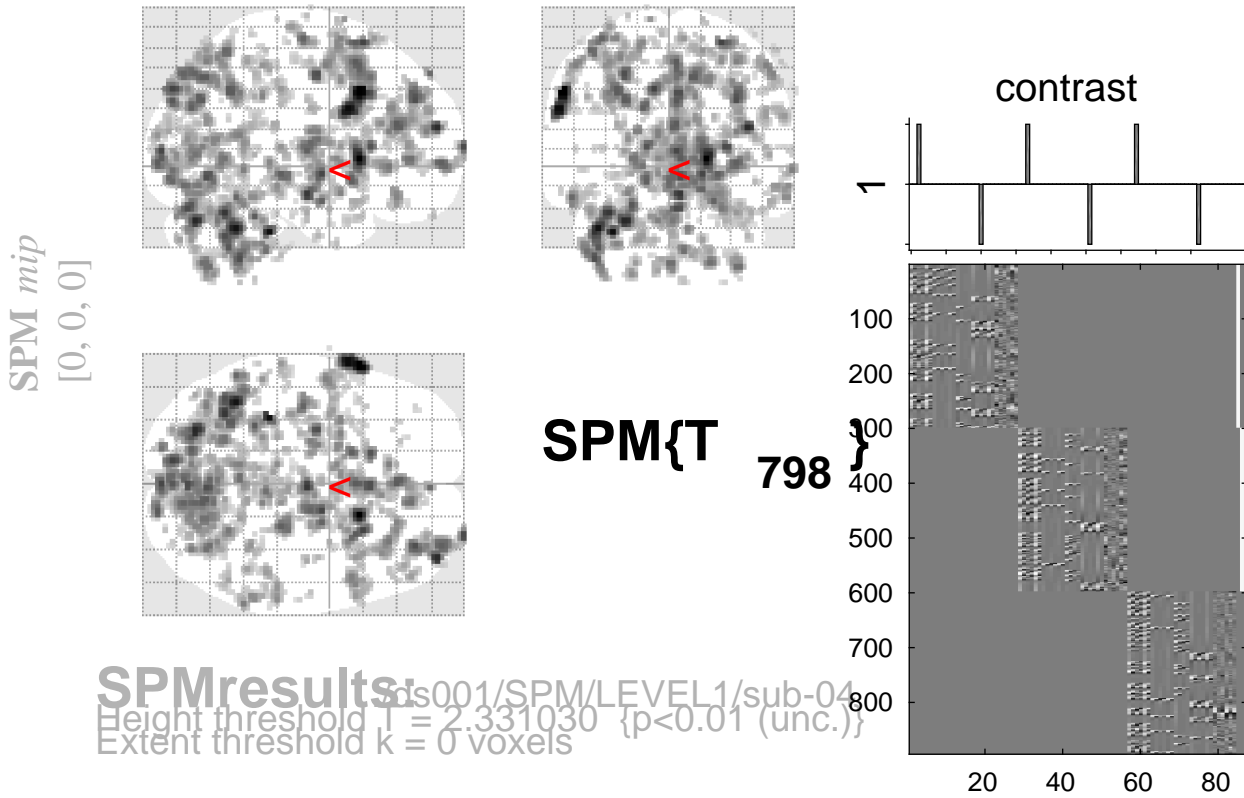 SPM mip
[0, 0, 0]
<
<
<
SPM{T 798 }
SPMresults: ./ds001/SPM/LEVEL1/sub-04
Height threshold T = 2.331030 {p<0.01 (unc.)}
Extent threshold k = 0 voxels
contrast
1
100
200
300
400
500
600
700
800
20
40
60
80